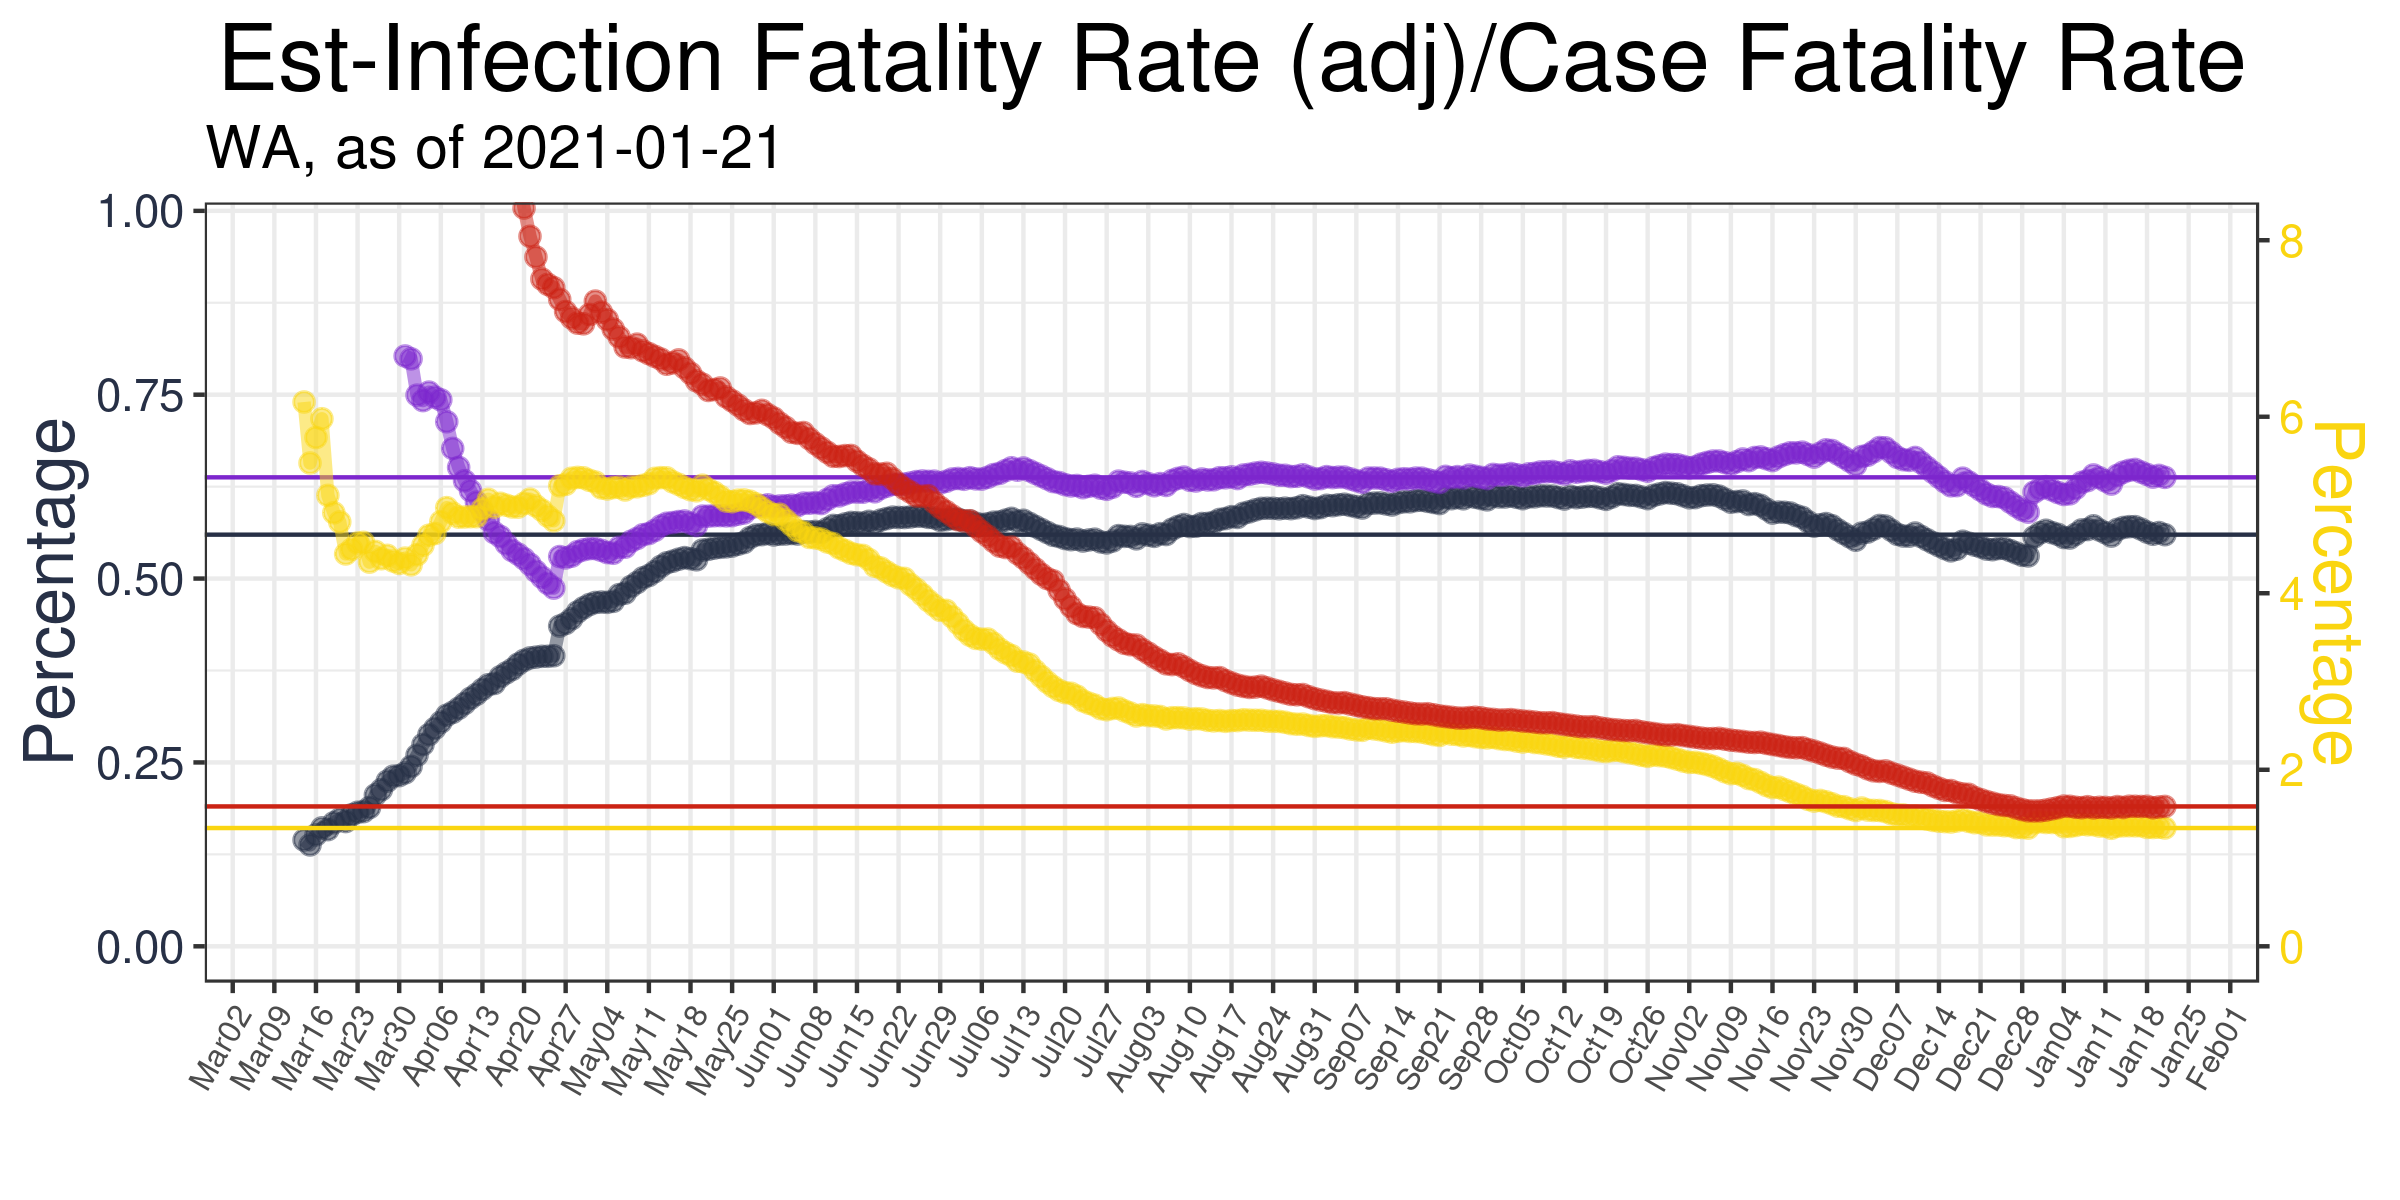 Est-Infection Fatality Rate (adj)/Case Fatality Rate
WA, as of 2021-01-21
1.00
0.75
0.50
0.25
0.00
Percentage
8
6
4
2
0
Percentage
Mar02
Mar09
Mar16
Mar23
Mar30
Apr06
Apr13
Apr20
Apr27
May04
May11
May18
May25
Jun01
Jun08
Jun15
Jun22
Jun29
Jul06
Jul13
Jul20
Jul27
Aug03
Aug10
Aug17
Aug24
Aug31
Sep07
Sep14
Sep21
Sep28
Oct05
Oct12
Oct19
Oct26
Nov02
Nov09
Nov16
Nov23
Nov30
Dec07
Dec14
Dec21
Dec28
Jan04
Jan11
Jan18
Jan25
Feb01